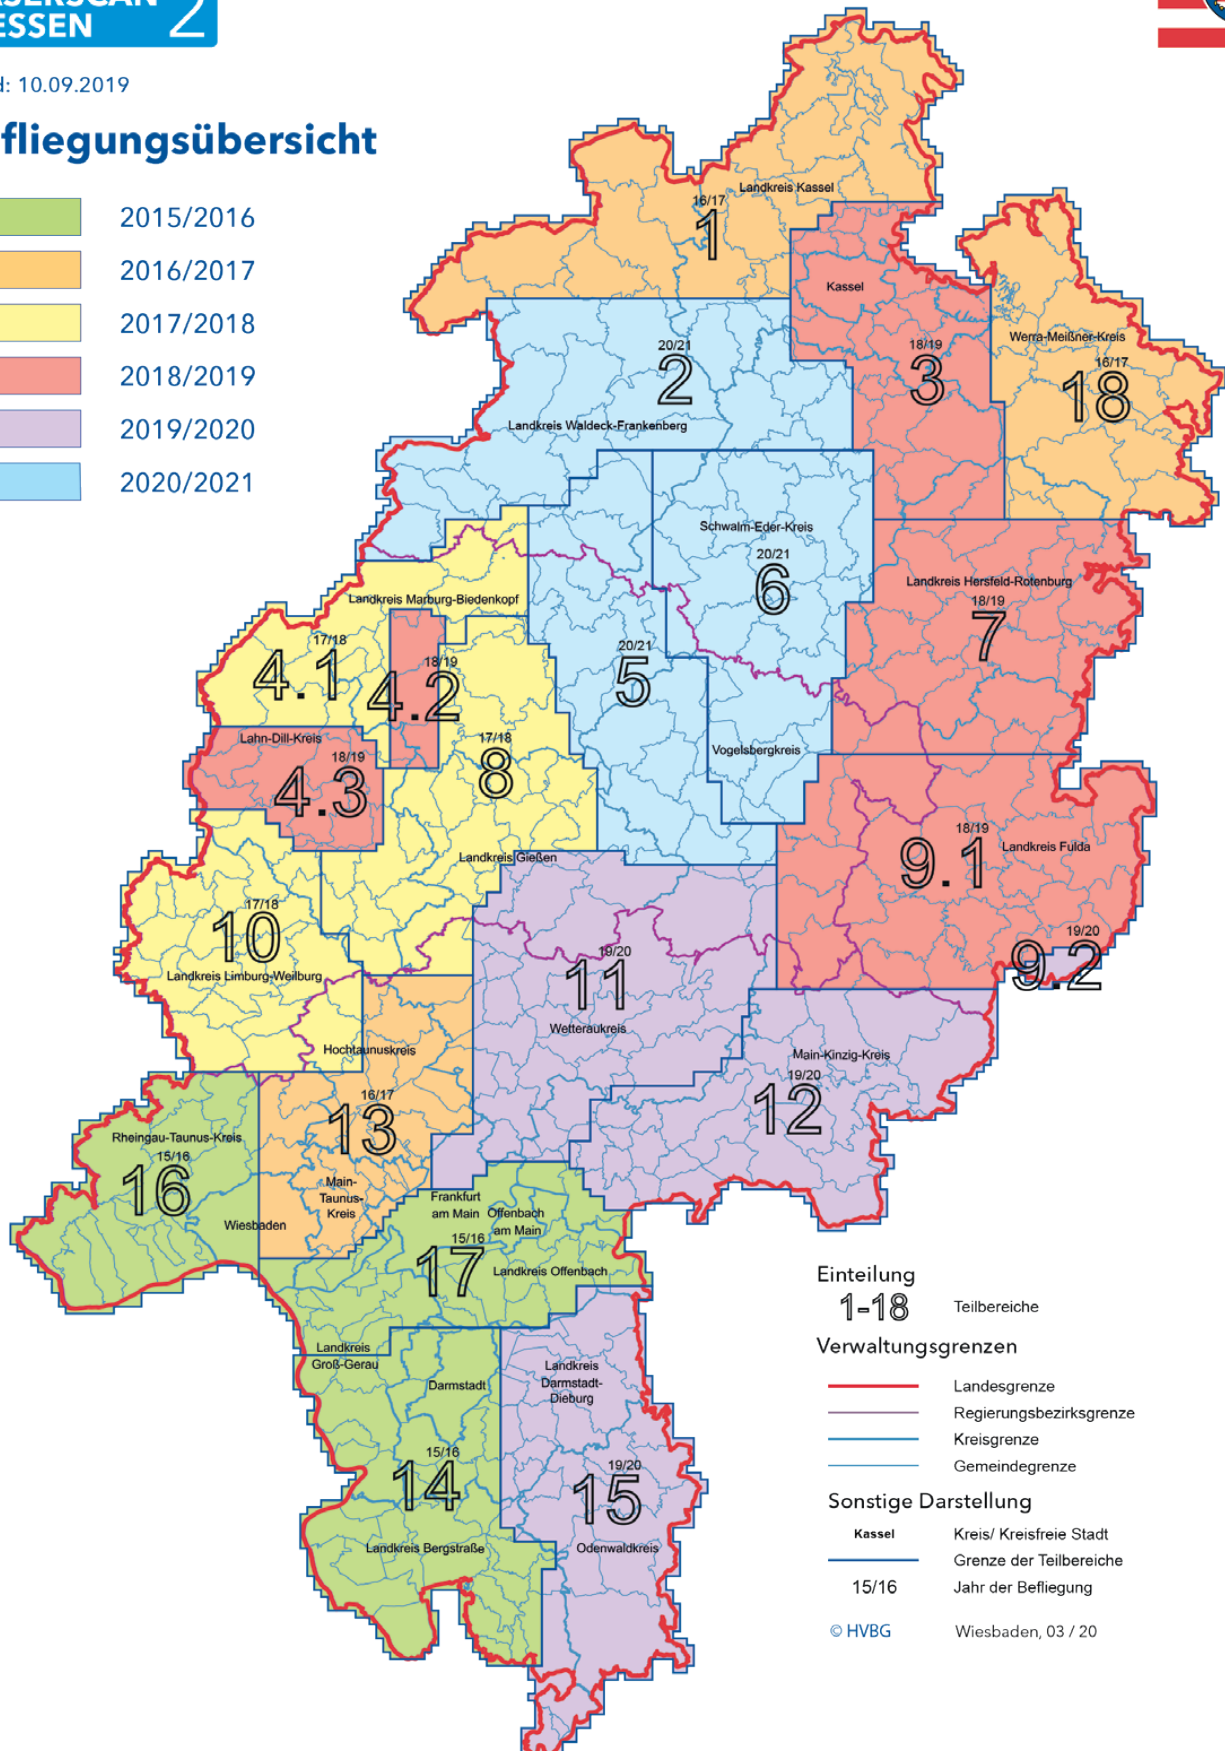 ESSEN 2
d: 10.09.2019
fliegungsübersicht
2015/2016
2016/2017
2017/2018
2018/2019
2019/2020
2020/2021
Landkreis Kassel
16/17
1
Kassel
18/19
3
Werra-Meißner-Kreis
16/17
18
20/21
2
Landkreis Waldeck-Frankenberg
Schwalm-Eder-Kreis
20/21
6
Landkreis Hersfeld-Rotenburg
18/19
7
Landkreis Marburg-Biedenkopf
17/18
4.1
18/19
4.2
20/21
5
Lahn-Dill-Kreis
18/19
4.3
17/18
8
Vogelsbergkreis
18/19
9.1
Landkreis Fulda
Landkreis Gießen
17/18
10
Landkreis Limburg-Weilburg
19/20
9.2
19/20
11
Wetteraukreis
Hochtaunuskreis
16/17
13
Main-Kinzig-Kreis
19/20
12
Rheingau-Taunus-Kreis
15/16
16
Wiesbaden
Main-
Taunus-
Kreis
Frankfurt
am Main
Offenbach
am Main
15/16
17
Landkreis Offenbach
Landkreis
Groß-Gerau
Darmstadt
Landkreis
Darmstadt-
Dieburg
15/16
14
Landkreis Bergstraße
19/20
15
Odenwaldkreis
Einteilung
1-18 Teilbereiche
Verwaltungsgrenzen
Landesgrenze
Regierungsbezirksgrenze
Kreisgrenze
Gemeindegrenze
Sonstige Darstellung
Kassel Kreis/ Kreisfreie Stadt
Grenze der Teilbereiche
15/16 Jahr der Befliegung
© HVBG Wiesbaden, 03 / 20